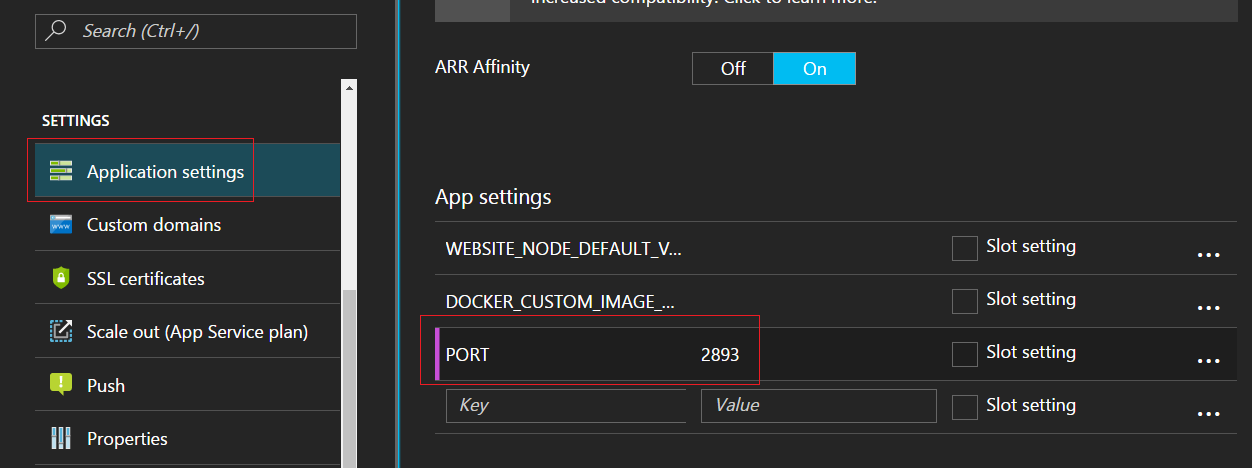 increased compatibility. Click to learn more.
Search (Ctrl+/)
ARR Affinity
Off
On
SETTINGS
Application settings
Custom domains
www
SSL certificates
Scale out (App Service plan)
Push
Properties
App settings
WEBSITE_NODE_DEFAULT_V...
Slot setting
...
DOCKER_CUSTOM_IMAGE_...
Slot setting
...
PORT
2893
Slot setting
...
Key
Value
Slot setting
...